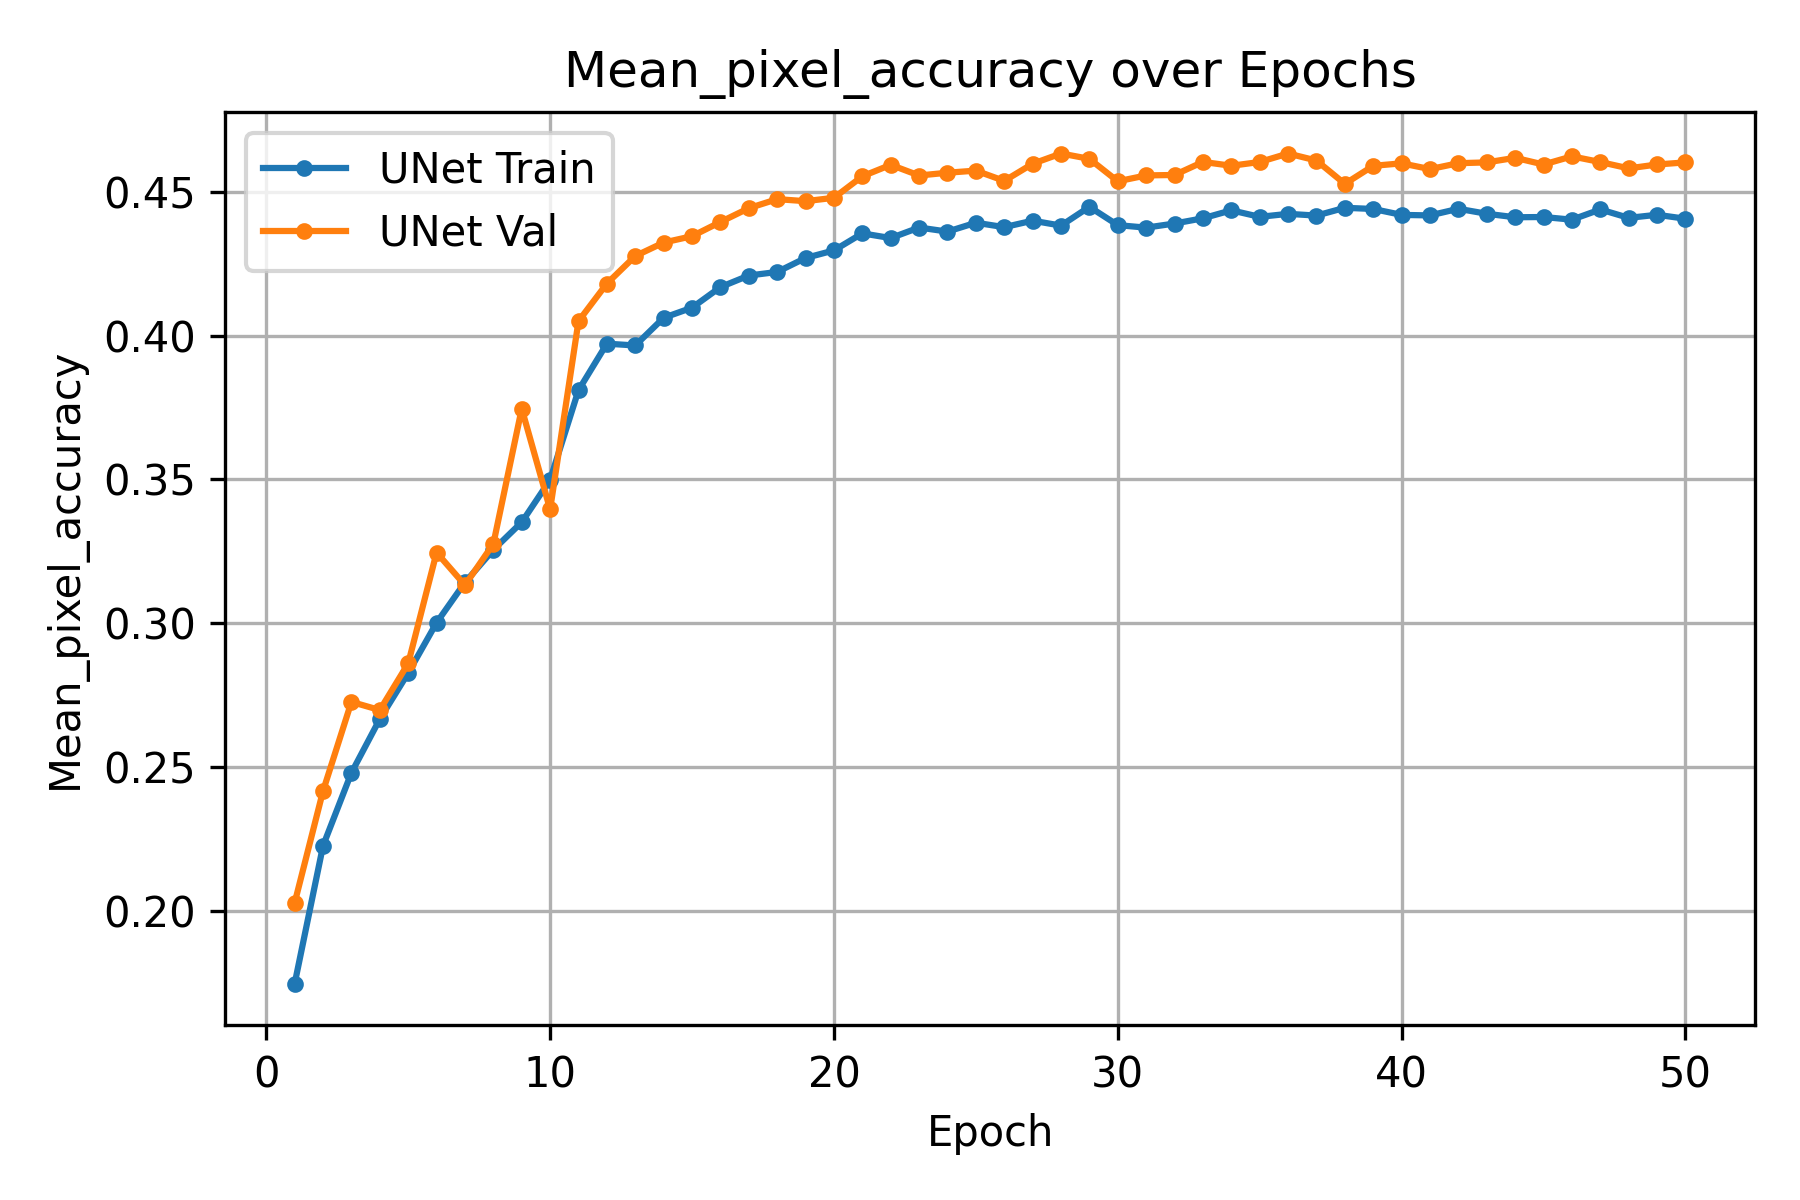 Mean_pixel_accuracy over Epochs
UNet Train
UNet Val
Mean_pixel_accuracy
0.45
0.40
0.35
0.30
0.25
0.20
0 10 20 30 40 50
Epoch